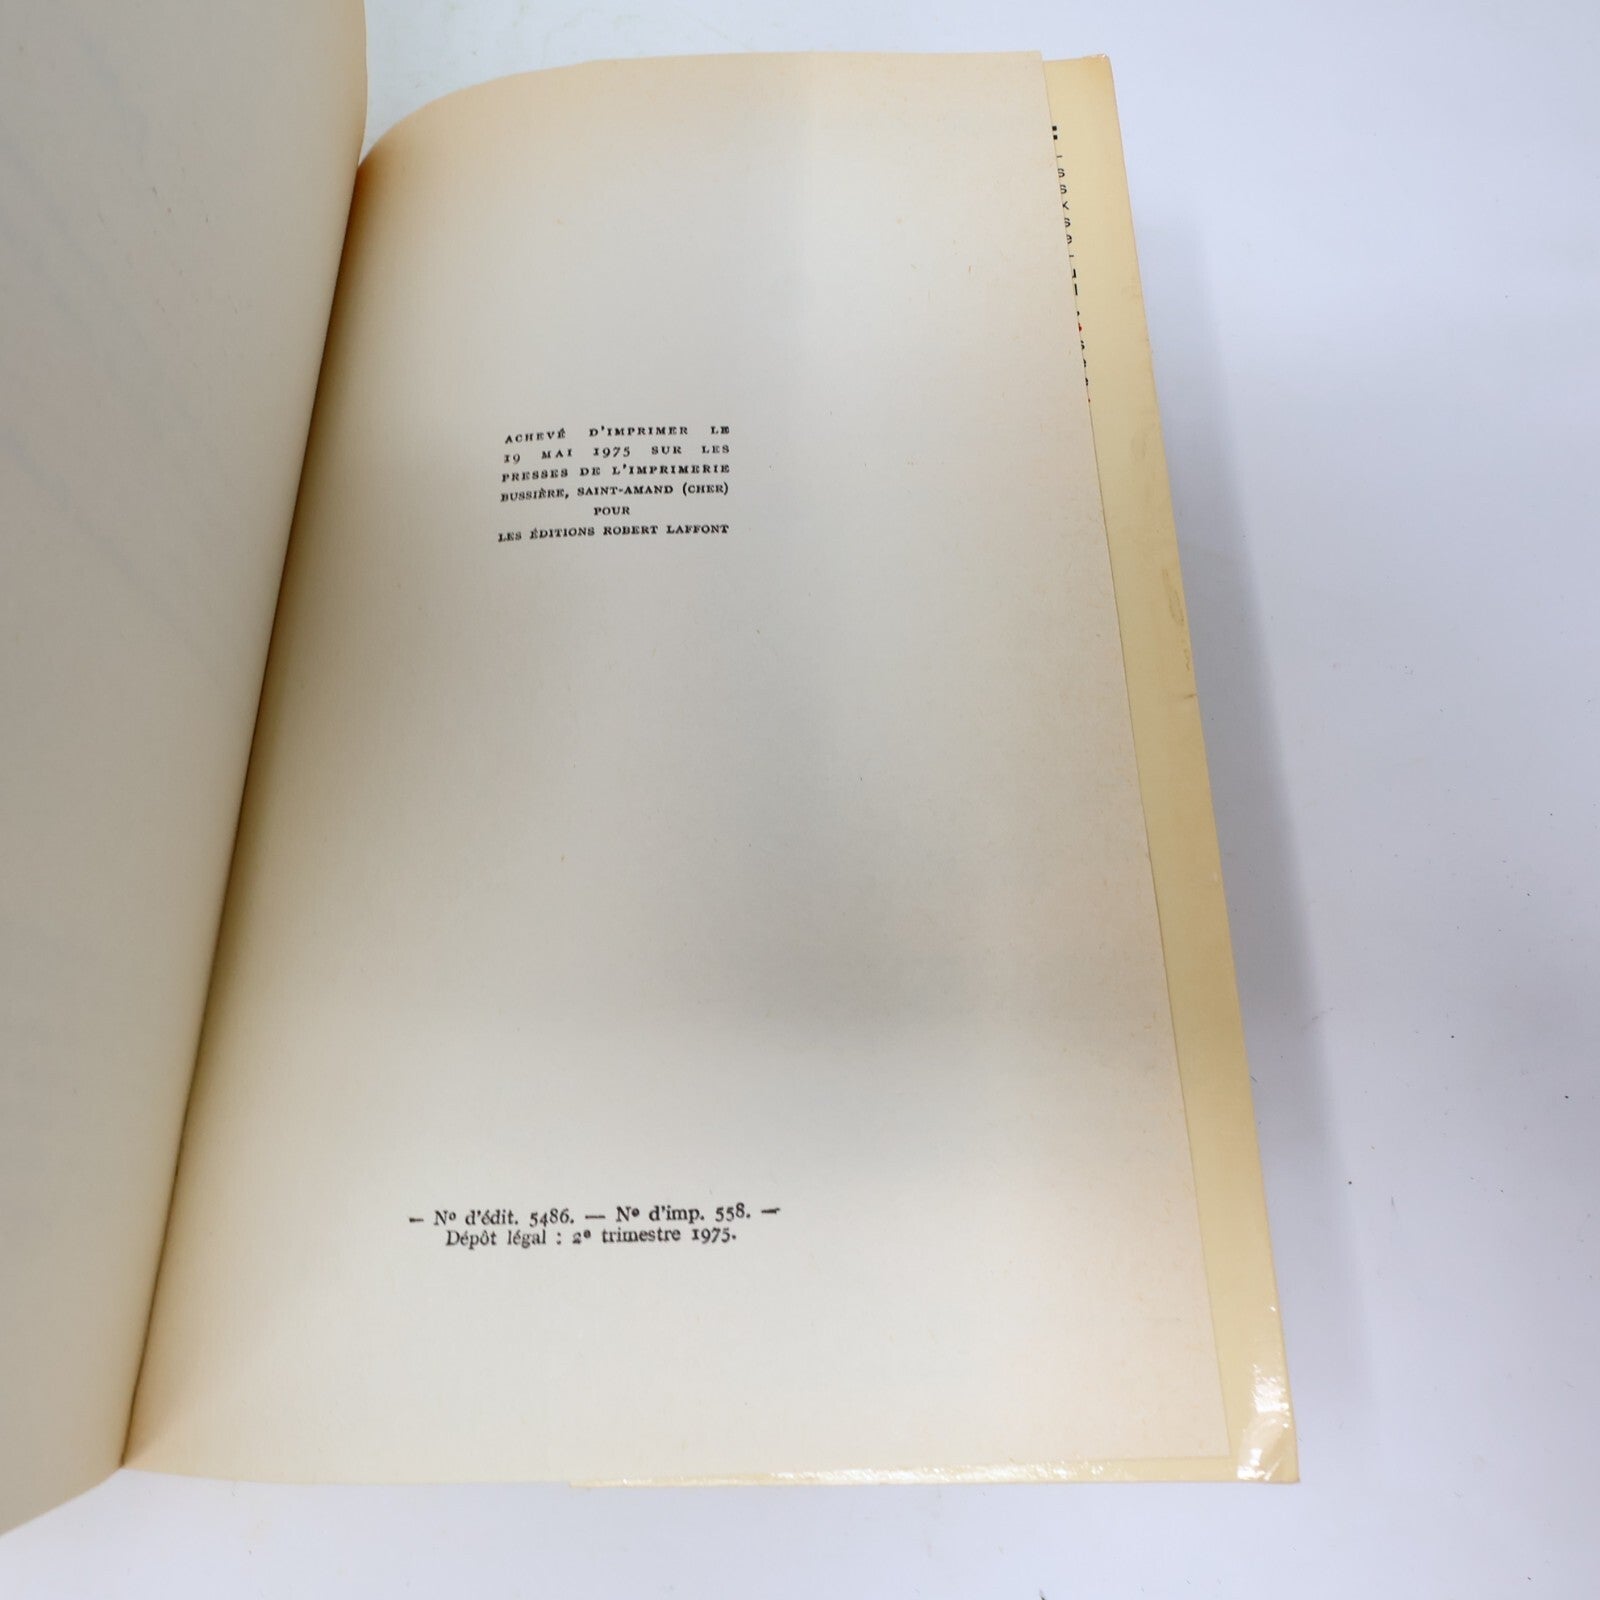 ACHEVÉ D'IMPRIMER LE
19 MAI 1975 SUR LES
PRESSES DE L'IMPRIMERIE
BUSSIÈRE, SAINT-AMAND (CHER)
POUR
LES ÉDITIONS ROBERT LAFFONT
— Nº d'édit. 5486. — Nº d'imp. 558. —
Dépôt légal : 2e trimestre 1975.